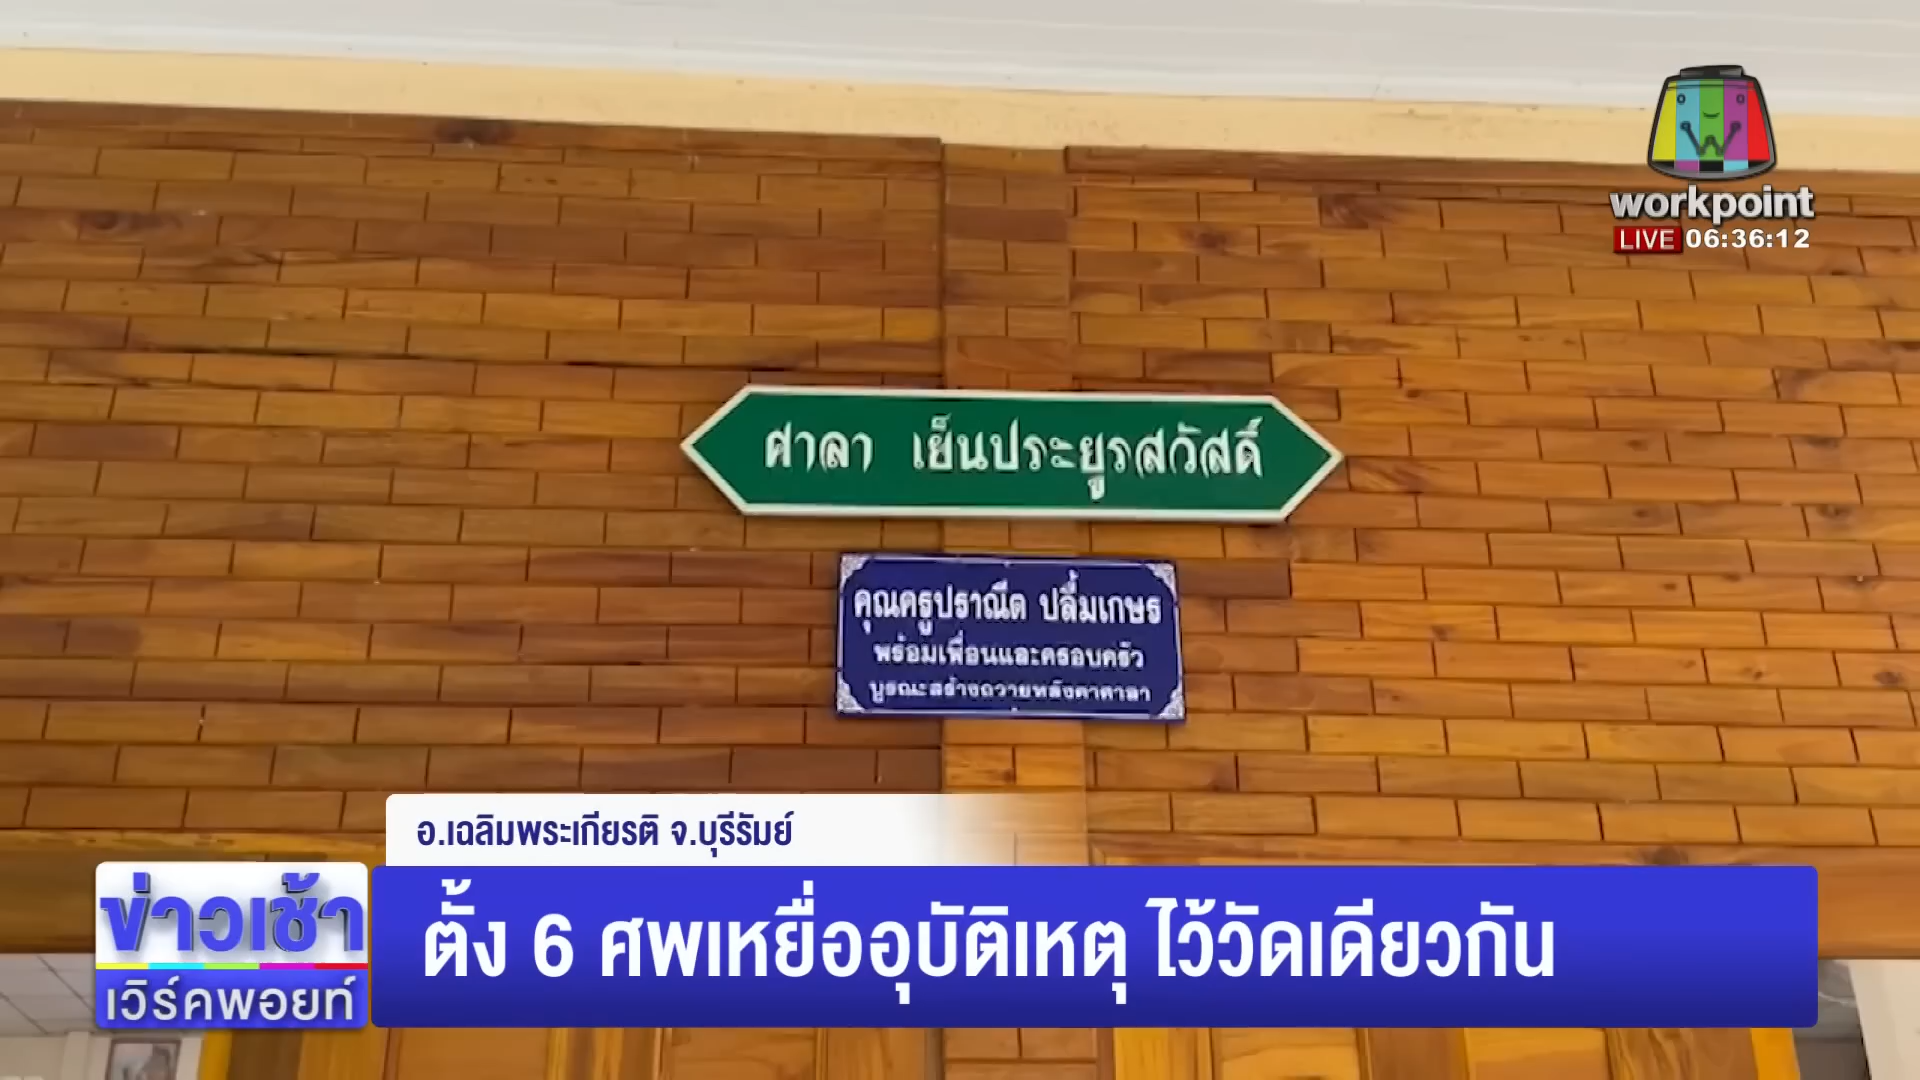 workpoint
LIVE 06:36:12
ศาลา เย็นประยูรสวัสดิ์
คุณครูปราณีต ปลื้มเกษร
พร้อมเพื่อนและครอบครัว
บูรณะสร้างถวายหลังคาศาลา
อ.เฉลิมพระเกียรติ จ.บุรีรัมย์
ข่าวเช้า
เวิร์คพอยท์
ตั้ง 6 ศพเหยื่ออุบัติเหตุ ไว้วัดเดียวกัน